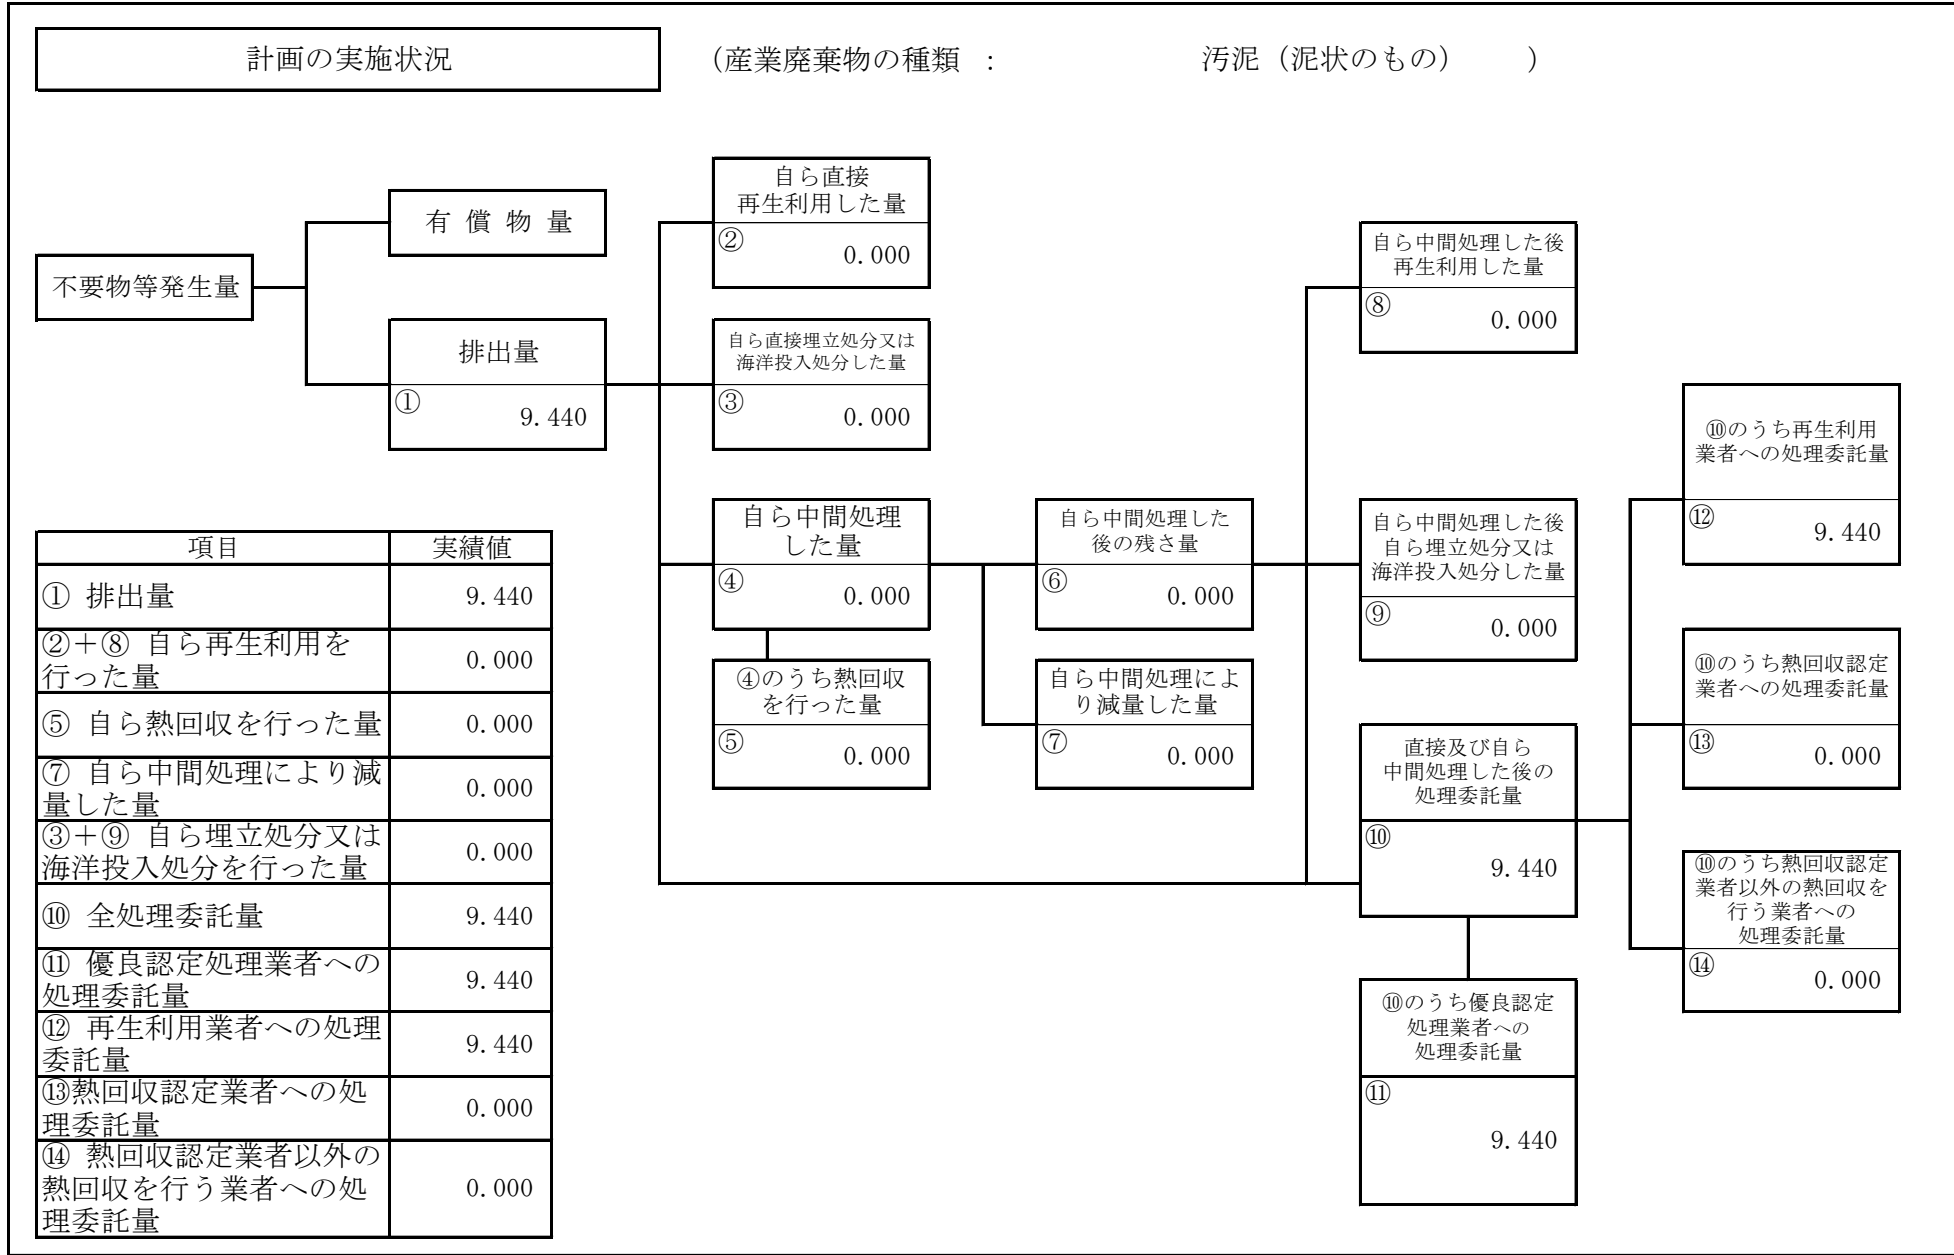 計画の実施状況
（産業廃棄物の種類 : 汚泥（泥状のもの） ）
不要物等発生量
有 償 物 量
排出量
①
9.440
自ら直接
再生利用した量
②
0.000
自ら直接埋立処分又は
海洋投入処分した量
③
0.000
自ら中間処理
した量
④
0.000
④のうち熱回収
を行った量
⑤
0.000
自ら中間処理した
後の残さ量
⑥
0.000
自ら中間処理によ
り減量した量
⑦
0.000
自ら中間処理した後
再生利用した量
⑧
0.000
自ら中間処理した後
自ら埋立処分又は
海洋投入処分した量
⑨
0.000
直接及び自ら
中間処理した後の
処理委託量
⑩
9.440
⑩のうち優良認定
処理業者への
処理委託量
⑪
9.440
⑩のうち再生利用
業者への処理委託量
⑫
9.440
⑩のうち熱回収認定
業者への処理委託量
⑬
0.000
⑩のうち熱回収認定
業者以外の熱回収を
行う業者への
処理委託量
⑭
0.000
項目 実績値
① 排出量 9.440
②＋⑧ 自ら再生利用を
行った量 0.000
⑤ 自ら熱回収を行った量 0.000
⑦ 自ら中間処理により減
量した量 0.000
③＋⑨ 自ら埋立処分又は
海洋投入処分を行った量 0.000
⑩ 全処理委託量 9.440
⑪ 優良認定処理業者への
処理委託量 9.440
⑫ 再生利用業者への処理
委託量 9.440
⑬熱回収認定業者への処
理委託量 0.000
⑭ 熱回収認定業者以外の
熱回収を行う業者への処
理委託量 0.000